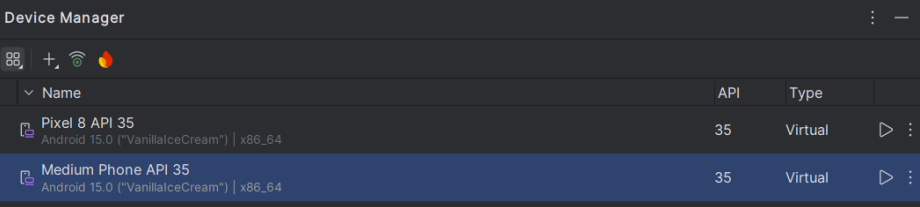 Device Manager
Name API Type
Pixel 8 API 35 35 Virtual
Android 15.0 ("VanillaIceCream") | x86_64
Medium Phone API 35 35 Virtual
Android 15.0 ("VanillaIceCream") | x86_64